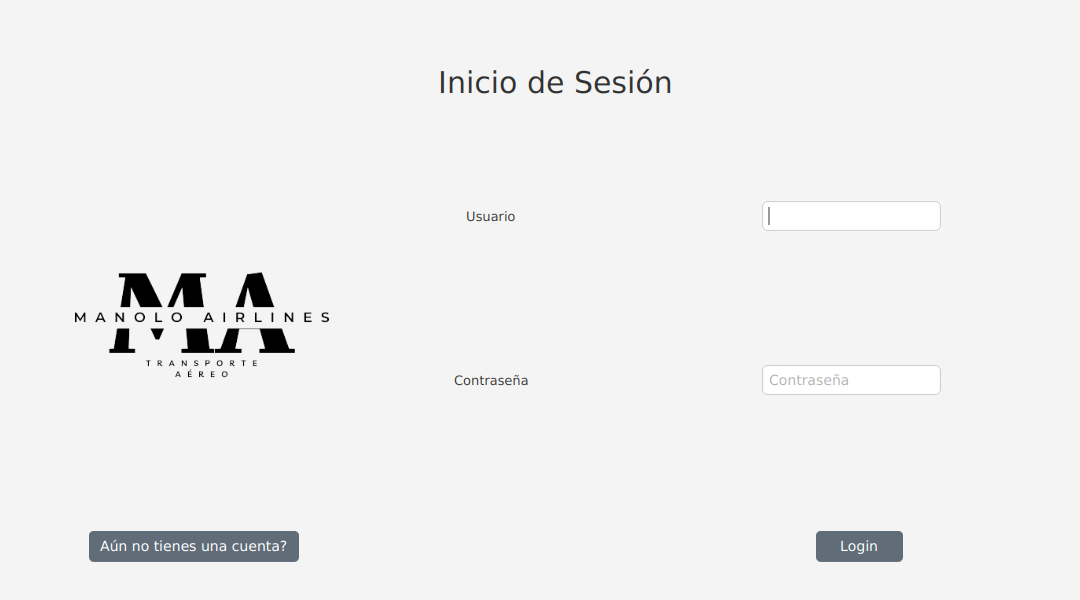 Inicio de Sesión
Usuario
MA
MANOLO AIRLINES
TRANSPORTE
AÉREO
Contraseña
Contraseña
Aún no tienes una cuenta?
Login